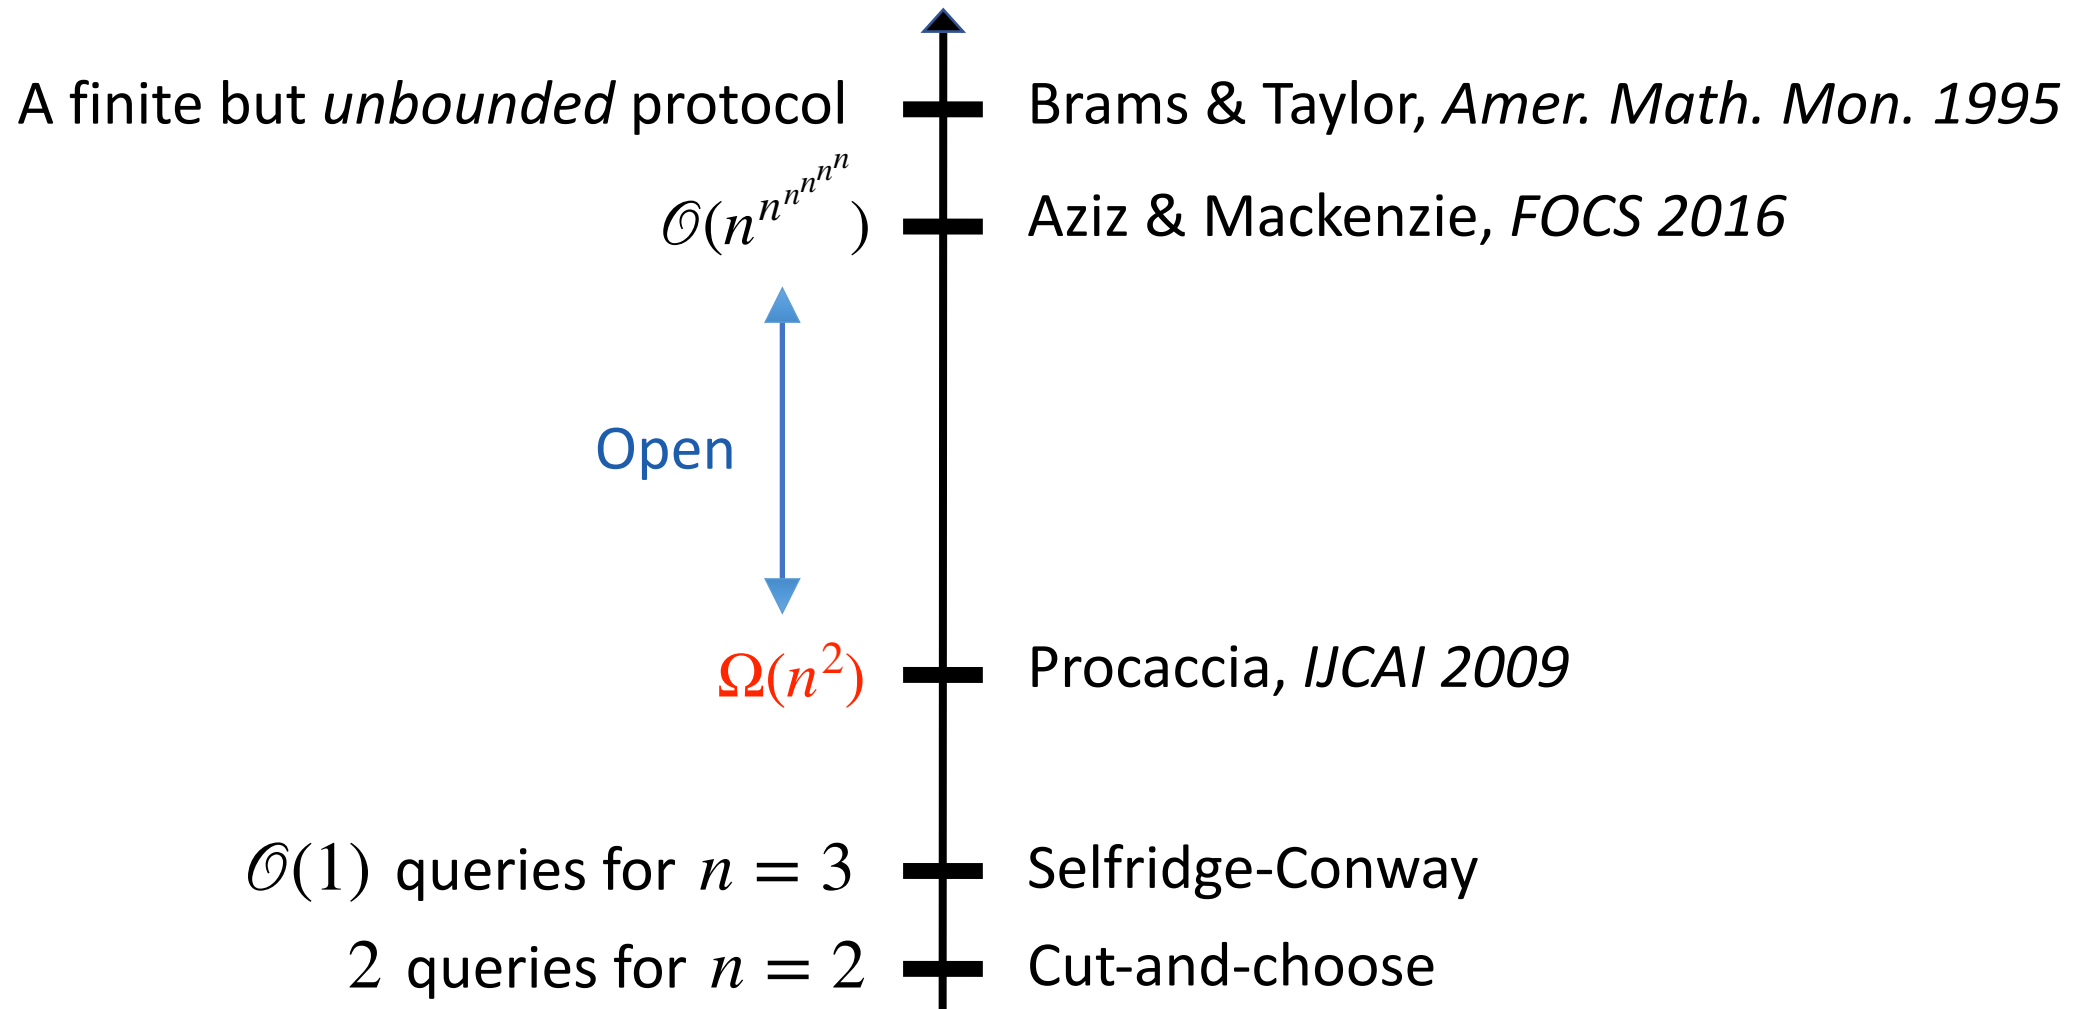 A finite but unbounded protocol Brams & Taylor, Amer. Math. Mon. 1995
𝒪(n^{n^{n^{n^{n^{n}}}}}) Aziz & Mackenzie, FOCS 2016
Open
Ω(n²) Procaccia, IJCAI 2009
𝒪(1) queries for n = 3 Selfridge-Conway
2 queries for n = 2 Cut-and-choose